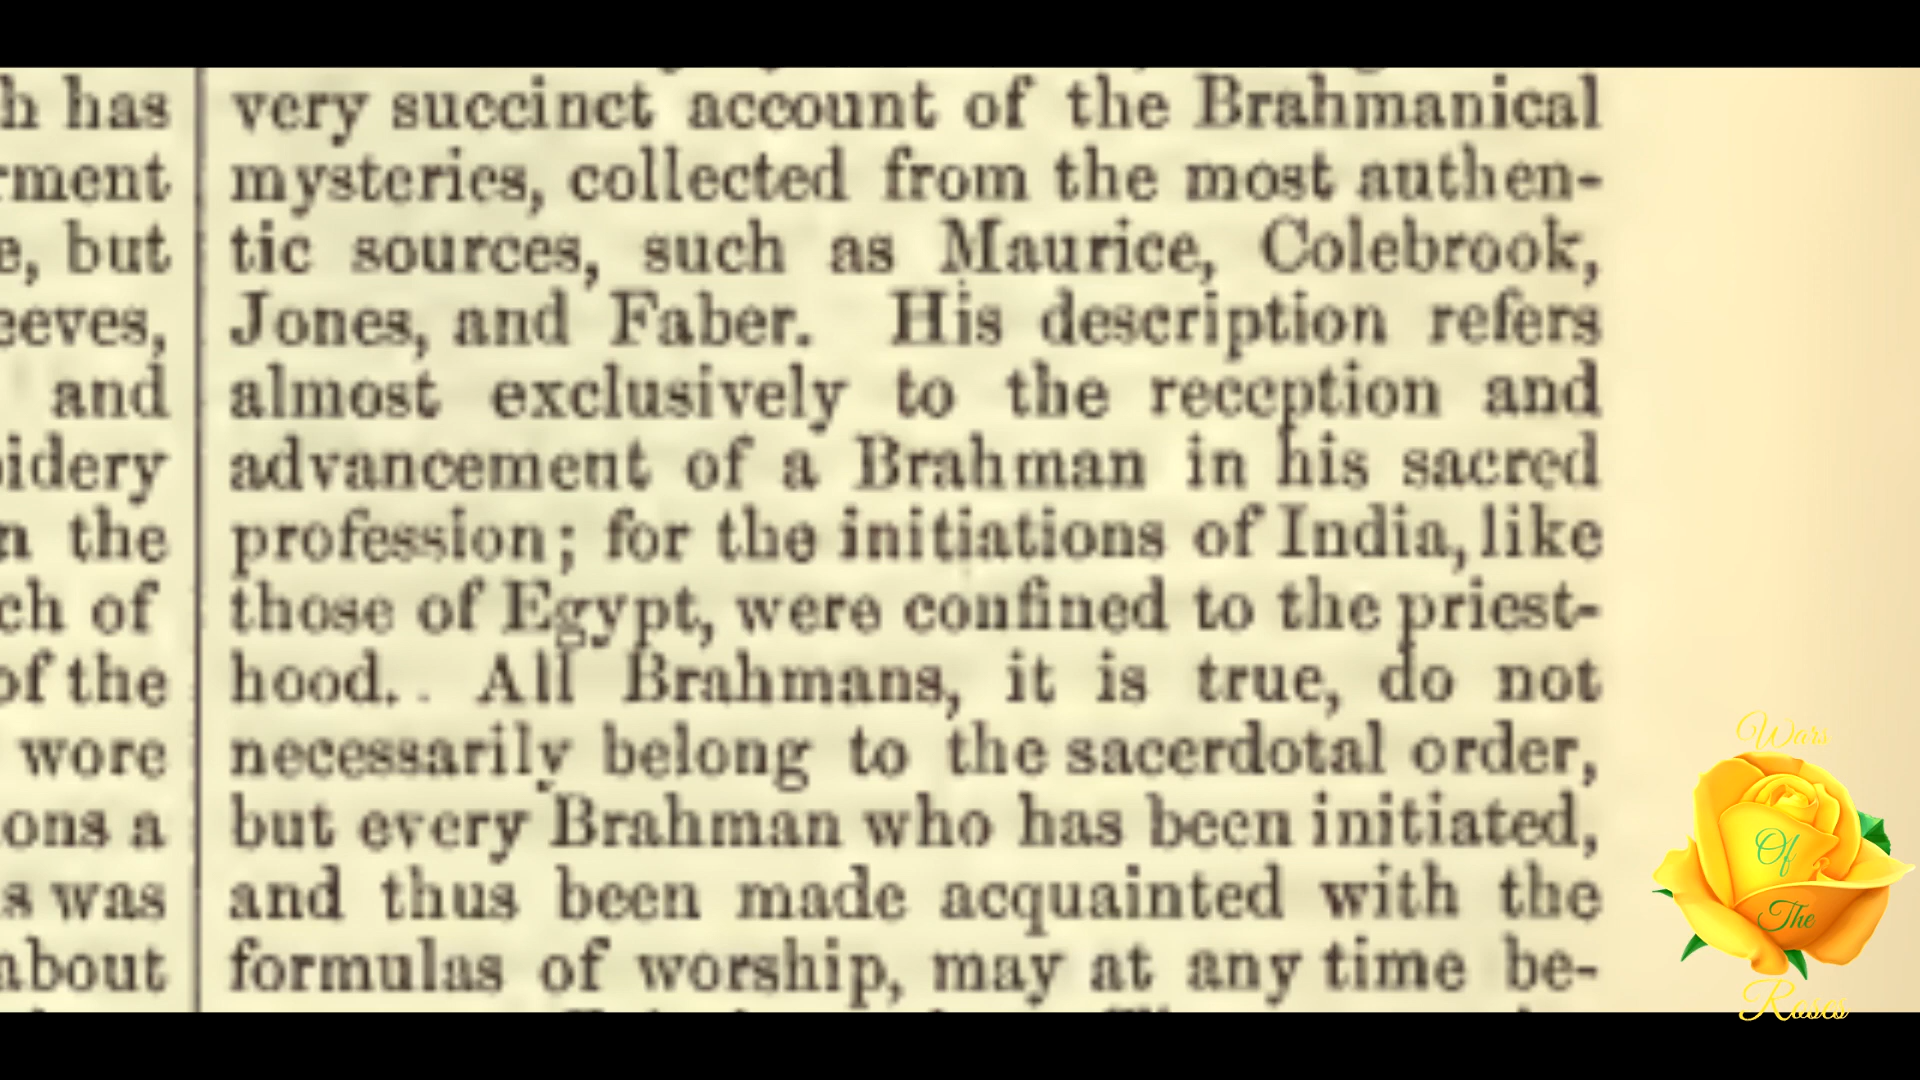 h has
rment
e, but
eeves,
and
idery
n the
ch of
of the
wore
ons a
s was
about
very succinct account of the Brahmanical
mysteries, collected from the most authen-
tic sources, such as Maurice, Colebrook,
Jones, and Faber. His description refers
almost exclusively to the reception and
advancement of a Brahman in his sacred
profession; for the initiations of India, like
those of Egypt, were confined to the priest-
hood. All Brahmans, it is true, do not
necessarily belong to the sacerdotal order,
but every Brahman who has been initiated,
and thus been made acquainted with the
formulas of worship, may at any time be-
Wars
Of
The
Roses